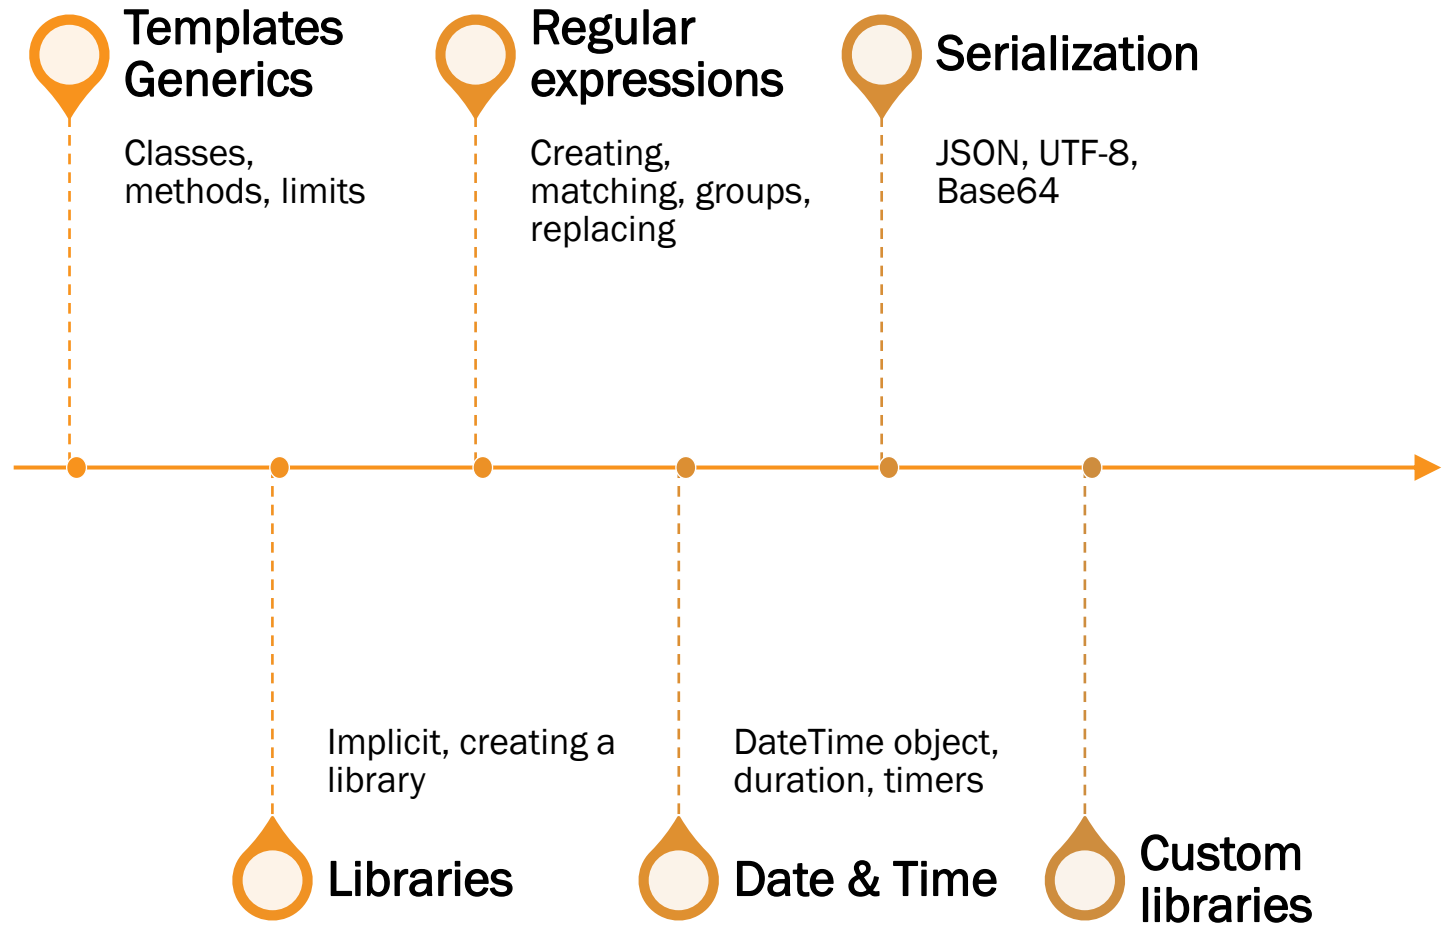 Templates
Generics
Classes,
methods, limits
Regular
expressions
Creating,
matching, groups,
replacing
Serialization
JSON, UTF-8,
Base64
Implicit, creating a
library
Libraries
DateTime object,
duration, timers
Date & Time
Custom
libraries